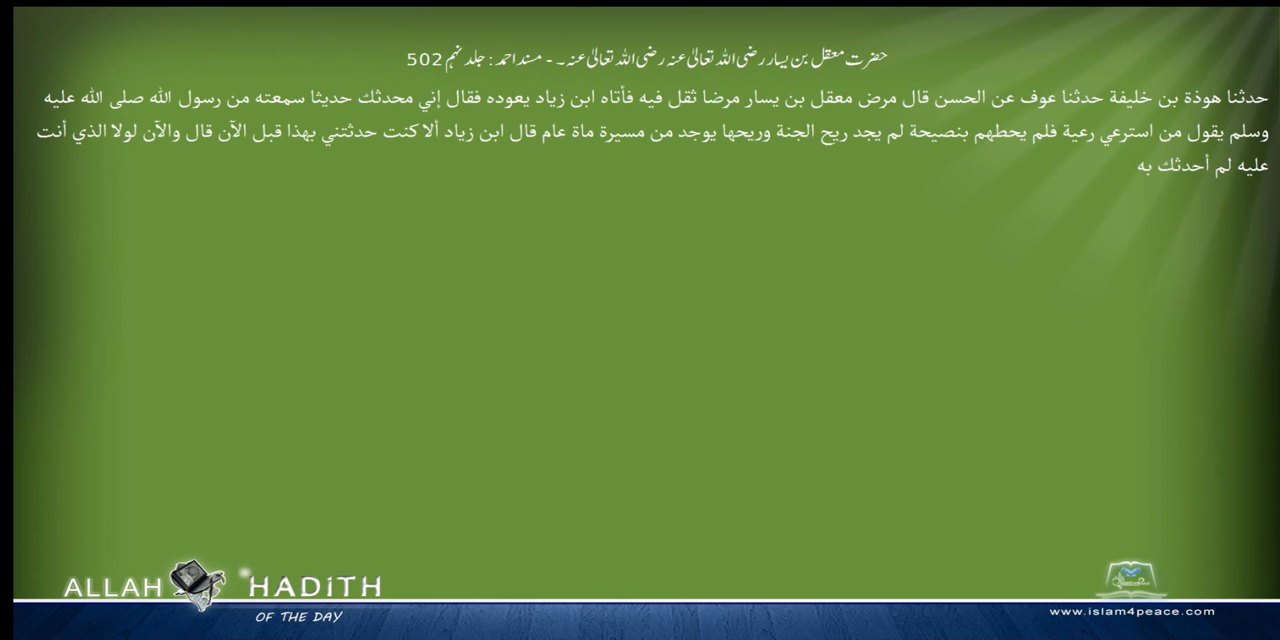 حضرت معقل بن یسار رضی اللہ تعالیٰ عنہ رضی اللہ تعالیٰ عنہ۔ - مسند احمد : جلد نہم 502
حدثنا هوذة بن خليفة حدثنا عوف عن الحسن قال مرض معقل بن يسار مرضا ثقل فيه فأتاه ابن زياد يعوده فقال إني محدثك حديثا سمعته من رسول الله صلى الله عليه
وسلم يقول من استرعي رعية فلم يحطهم بنصيحة لم يجد ريح الجنة وريحها يوجد من مسيرة ماة عام قال ابن زياد ألا كنت حدثتني بهذا قبل الآن قال والآن لولا الذي أنت
عليه لم أحدثك به
ALLAH HADITH
OF THE DAY
www.islam4peace.com